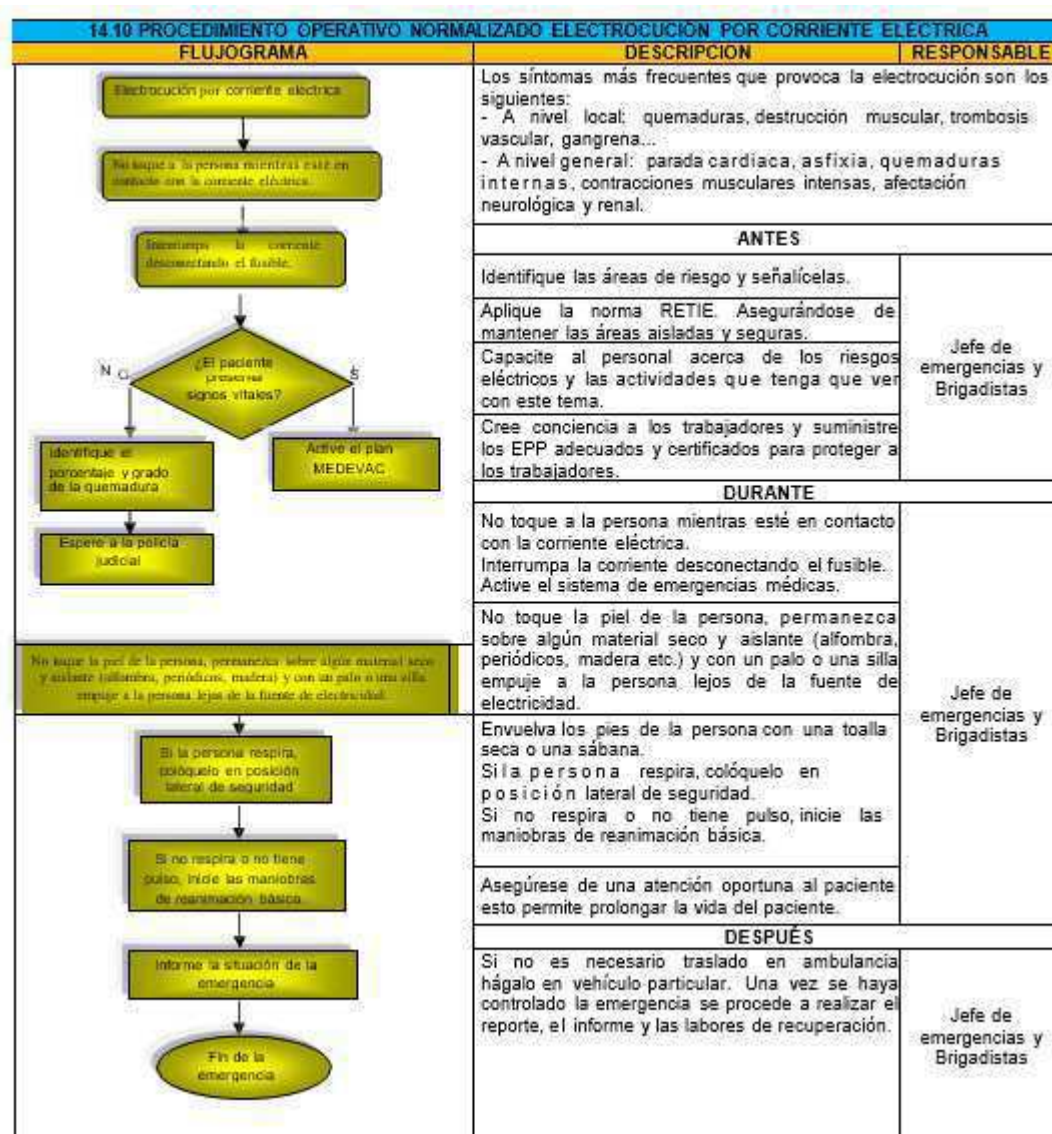 14.10 PROCEDIMIENTO OPERATIVO NORMALIZADO ELECTROCUCIÓN POR CORRIENTE ELÉCTRICA
FLUJOGRAMA
DESCRIPCION
RESPONSABLE
Electrocución por corriente electrica
No toque a la persona mientras esté en
contacto con la corriente eléctrica.
Interrumpa la corriente
desconectando el fusible.
¿El paciente
presenta
signos vitales?
N O
S
Identifique el
porcentaje y grado
de la quemadura
Active el plan
MEDEVAC
Espere a la policía
judicial
No toque la piel de la persona, permanezca sobre algún material seco
y aislante (alfombra, periódicos, madera) y con un palo o una silla
empuje a la persona lejos de la fuente de electricidad.
Si la persona respira,
colóquelo en posición
lateral de seguridad
Si no respira o no tiene
pulso, inicie las maniobras
de reanimación básica.
Informe la situación de la
emergencia
Fin de la
emergencia
Los síntomas más frecuentes que provoca la electrocución son los
siguientes:
- A nivel local: quemaduras, destrucción muscular, trombosis
vascular, gangrena...
- A nivel general: parada cardiaca, asfixia, quemaduras
internas, contracciones musculares intensas, afectación
neurológica y renal.
ANTES
Identifique las áreas de riesgo y señalícelas.
Aplique la norma RETIE. Asegurándose de
mantener las áreas aisladas y seguras.
Capacite al personal acerca de los riesgos
eléctricos y las actividades que tenga que ver
con este tema.
Cree conciencia a los trabajadores y suministre
los EPP adecuados y certificados para proteger a
los trabajadores.
Jefe de
emergencias y
Brigadistas
DURANTE
No toque a la persona mientras esté en contacto
con la corriente eléctrica.
Interrumpa la corriente desconectando el fusible.
Active el sistema de emergencias médicas.
No toque la piel de la persona, permanezca
sobre algún material seco y aislante (alfombra,
periódicos, madera etc.) y con un palo o una silla
empuje a la persona lejos de la fuente de
electricidad.
Envuelva los pies de la persona con una toalla
seca o una sábana.
Si la persona respira, colóquelo en
posición lateral de seguridad.
Si no respira o no tiene pulso, inicie las
maniobras de reanimación básica.
Asegúrese de una atención oportuna al paciente
esto permite prolongar la vida del paciente.
Jefe de
emergencias y
Brigadistas
DESPUÉS
Si no es necesario traslado en ambulancia
hágalo en vehículo particular. Una vez se haya
controlado la emergencia se procede a realizar el
reporte, el informe y las labores de recuperación.
Jefe de
emergencias y
Brigadistas